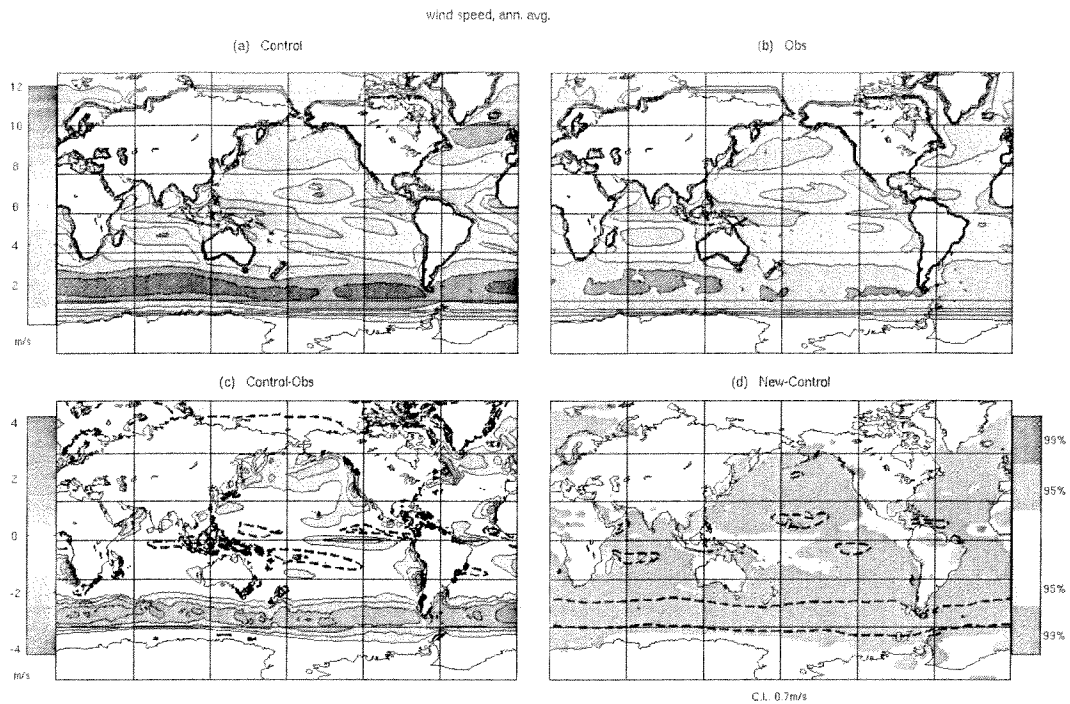 wind speed, ann. avg.
(a) Control
(b) Obs
12
10
8
6
4
2
m/s
(c) Control-Obs
(d) New-Control
4
2
0
-2
-4
m/s
99%
95%
95%
99%
C.I. 0.7m/s